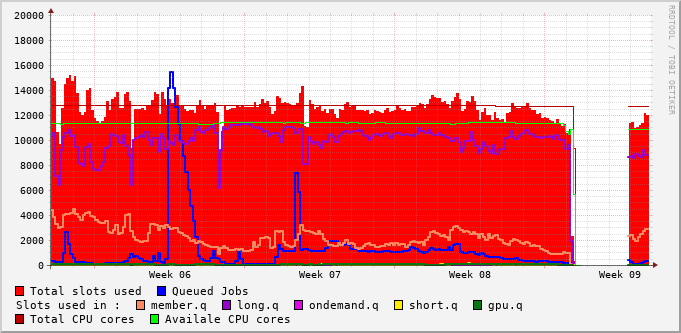 20000
18000
16000
14000
12000
10000
8000
6000
4000
2000
0
Week 06 Week 07 Week 08 Week 09
RRDTOOL / TOBI OETIKER
Total slots used Queued Jobs
Slots used in : member.q long.q ondemand.q short.q gpu.q
Total CPU cores Availale CPU cores